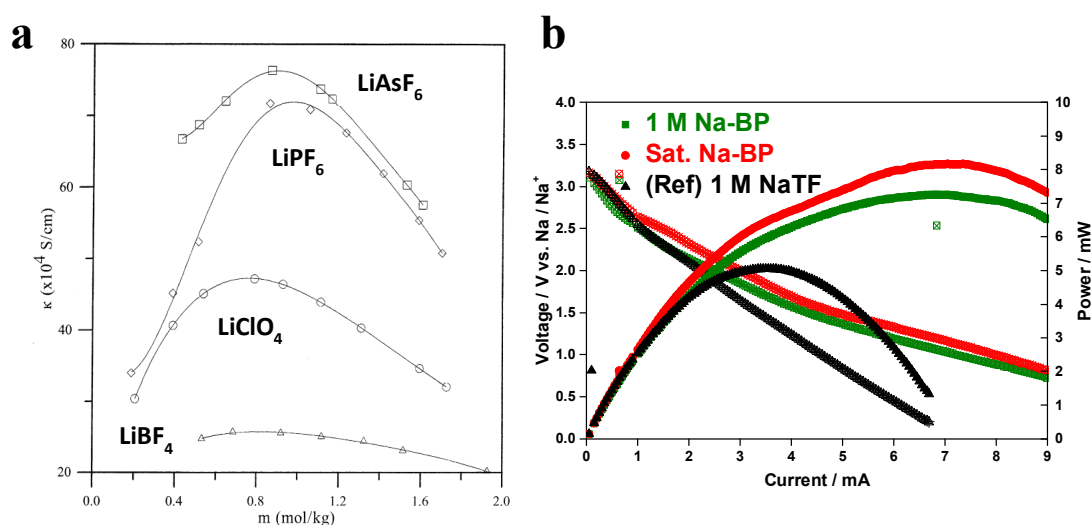 a
80
60
40
20
κ (x10⁴ S/cm)
LiAsF₆
LiPF₆
LiClO₄
LiBF₄
0.0 0.4 0.8 1.2 1.6 2.0
m (mol/kg)
b
4.0
3.5
3.0
2.5
2.0
1.5
1.0
0.5
0.0
Voltage / V vs. Na / Na⁺
1 M Na-BP
Sat. Na-BP
(Ref) 1 M NaTF
10
9
8
7
6
5
4
3
2
1
0
Power / mW
0 1 2 3 4 5 6 7 8 9
Current / mA